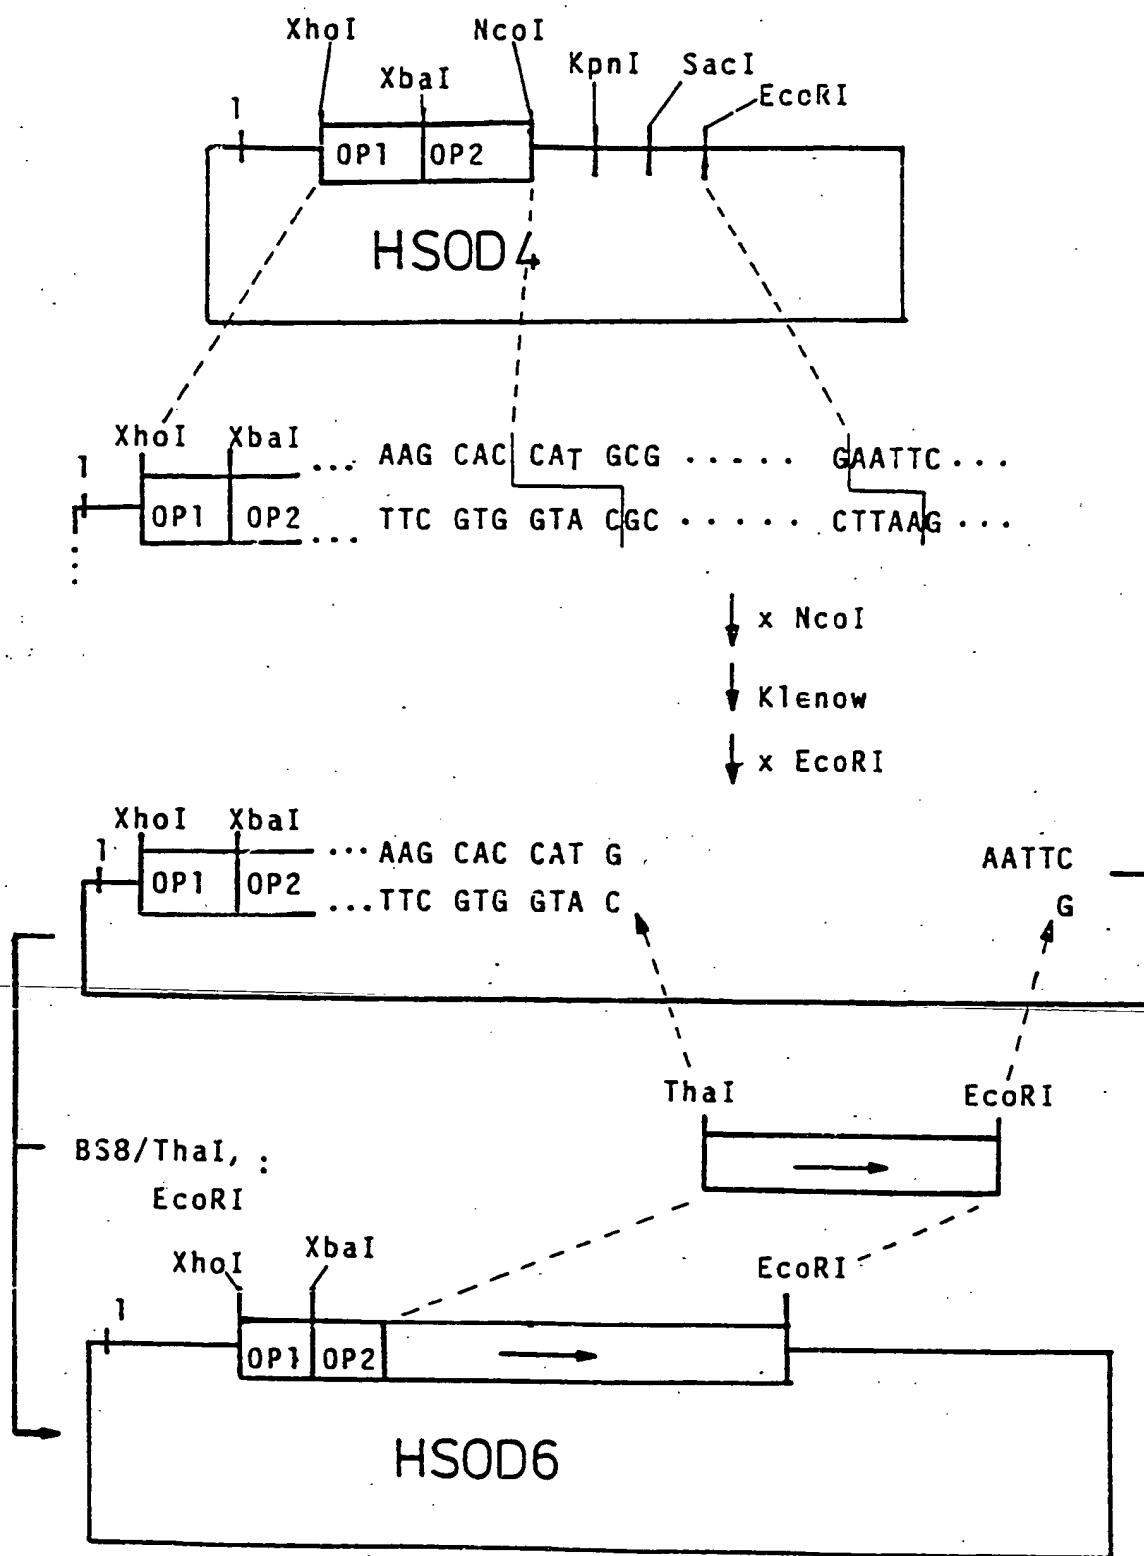 XhoI NcoI
XbaI KpnI SacI
1 EcoRI
OP1 OP2
HSOD4
XhoI XbaI
1 ... AAG CAC CAT GCG ..... GAATTC...
OP1 OP2 ... TTC GTG GTA CGC ..... CTTAAG ...
x NcoI
Klenow
x EcoRI
XhoI XbaI
1 ...AAG CAC CAT G AATTC
OP1 OP2 ...TTC GTG GTA C G
ThaI EcoRI
BS8/ThaI, :
EcoRI
XhoI XbaI EcoRI
1
OP1 OP2
HSOD6